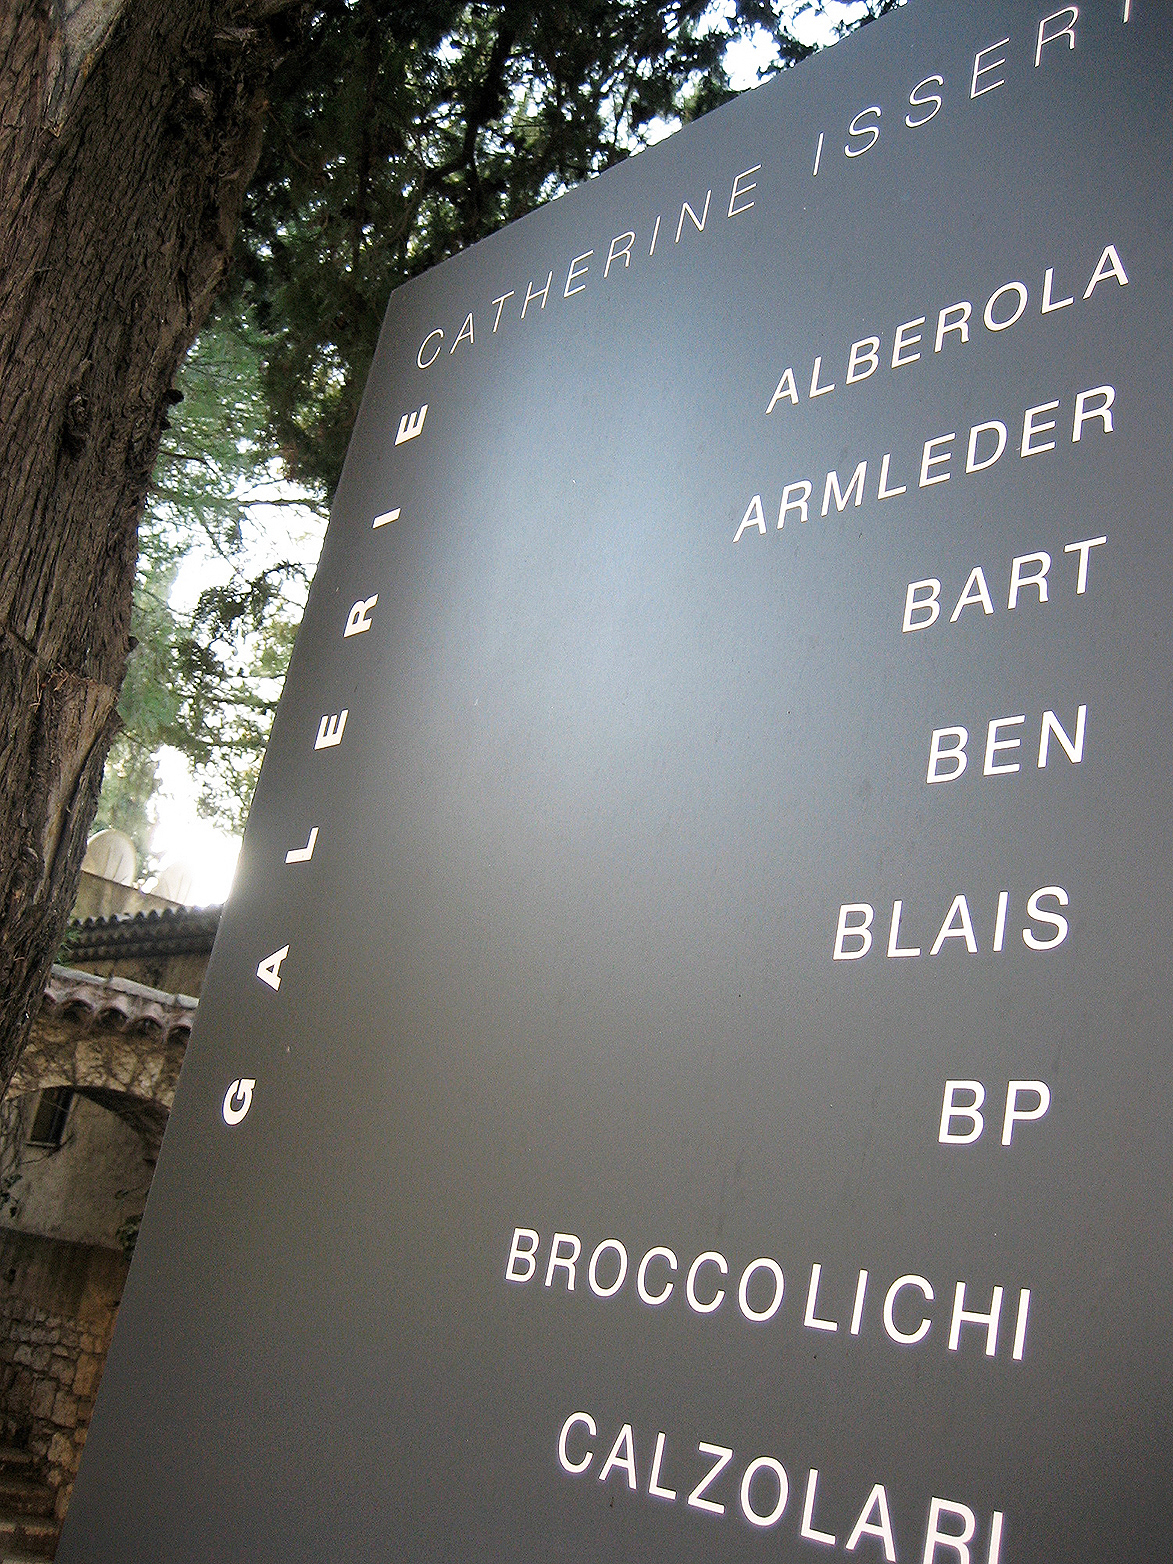 GALERIE
CATHERINE ISSERT
ALBEROLA
ARMLEDER
BART
BEN
BLAIS
BP
BROCCOLICHI
CALZOLARI